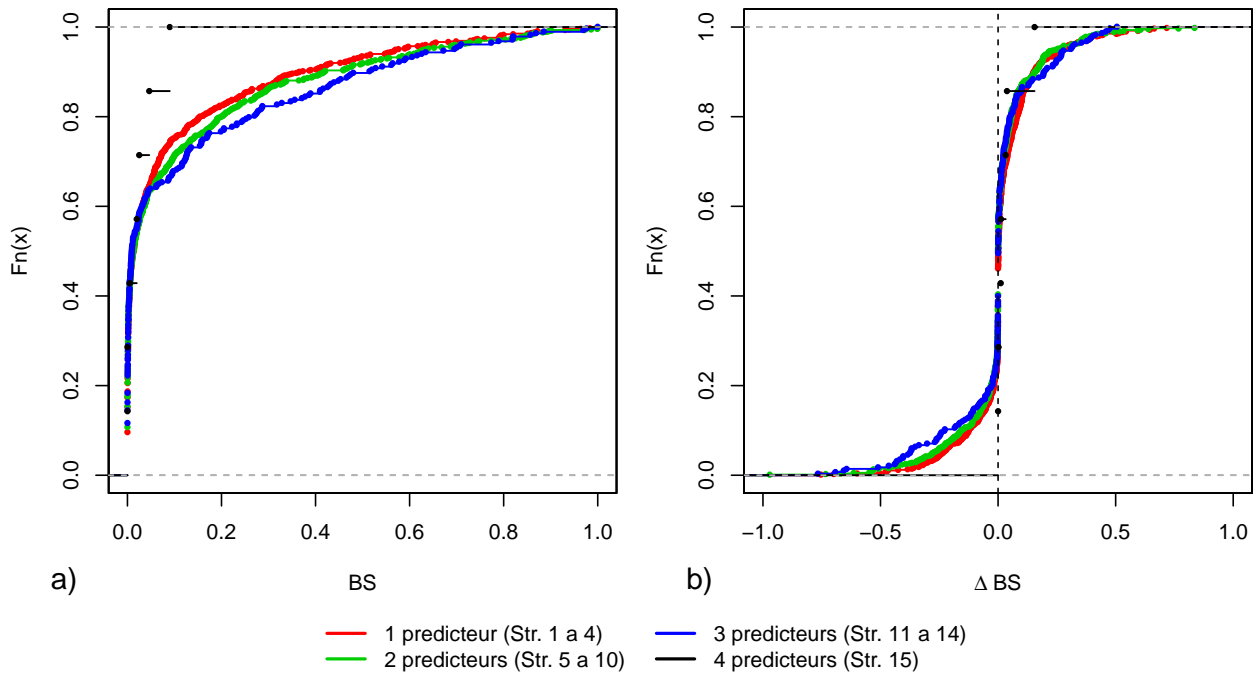 Fn(x)
1.0
0.8
0.6
0.4
0.2
0.0
0.0 0.2 0.4 0.6 0.8 1.0
a) BS
Fn(x)
1.0
0.8
0.6
0.4
0.2
0.0
−1.0 −0.5 0.0 0.5 1.0
b) Δ BS
1 predicteur (Str. 1 a 4)
2 predicteurs (Str. 5 a 10)
3 predicteurs (Str. 11 a 14)
4 predicteurs (Str. 15)